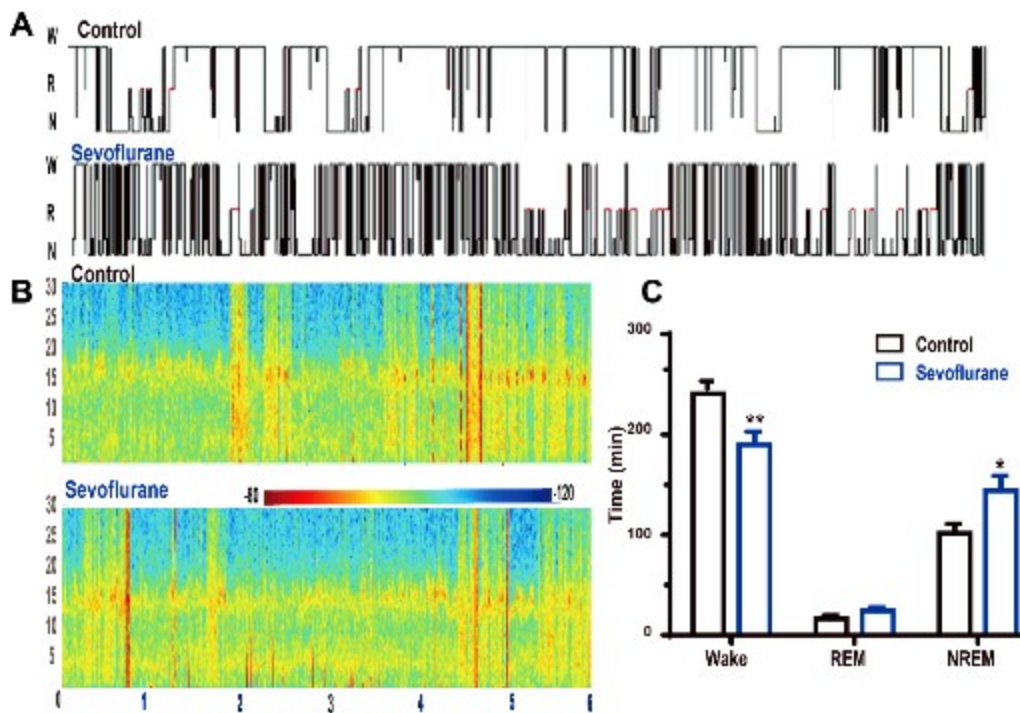 A
Control
W
R
N
Sevoflurane
W
R
N
B
Control
30
25
20
15
10
5
Sevoflurane
-80
-120
30
25
20
15
10
5
0 1 2 3 4 5 6
C
300
200
100
0
Time (min)
Control
Sevoflurane
**
*
Wake REM NREM